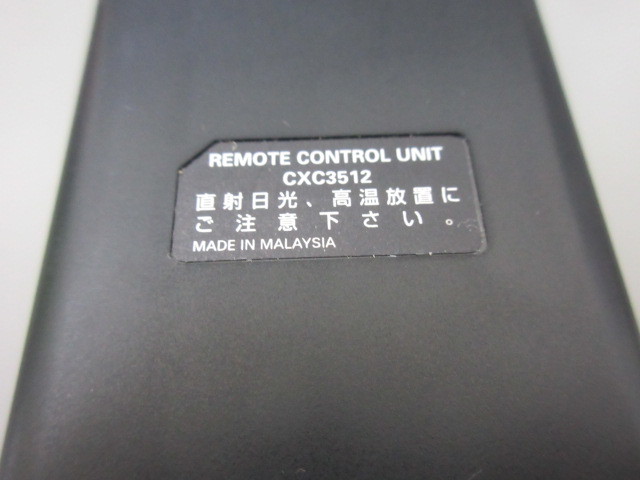 REMOTE CONTROL UNIT
CXC3512
直射日光、高温放置に
ご注意下さい。
MADE IN MALAYSIA